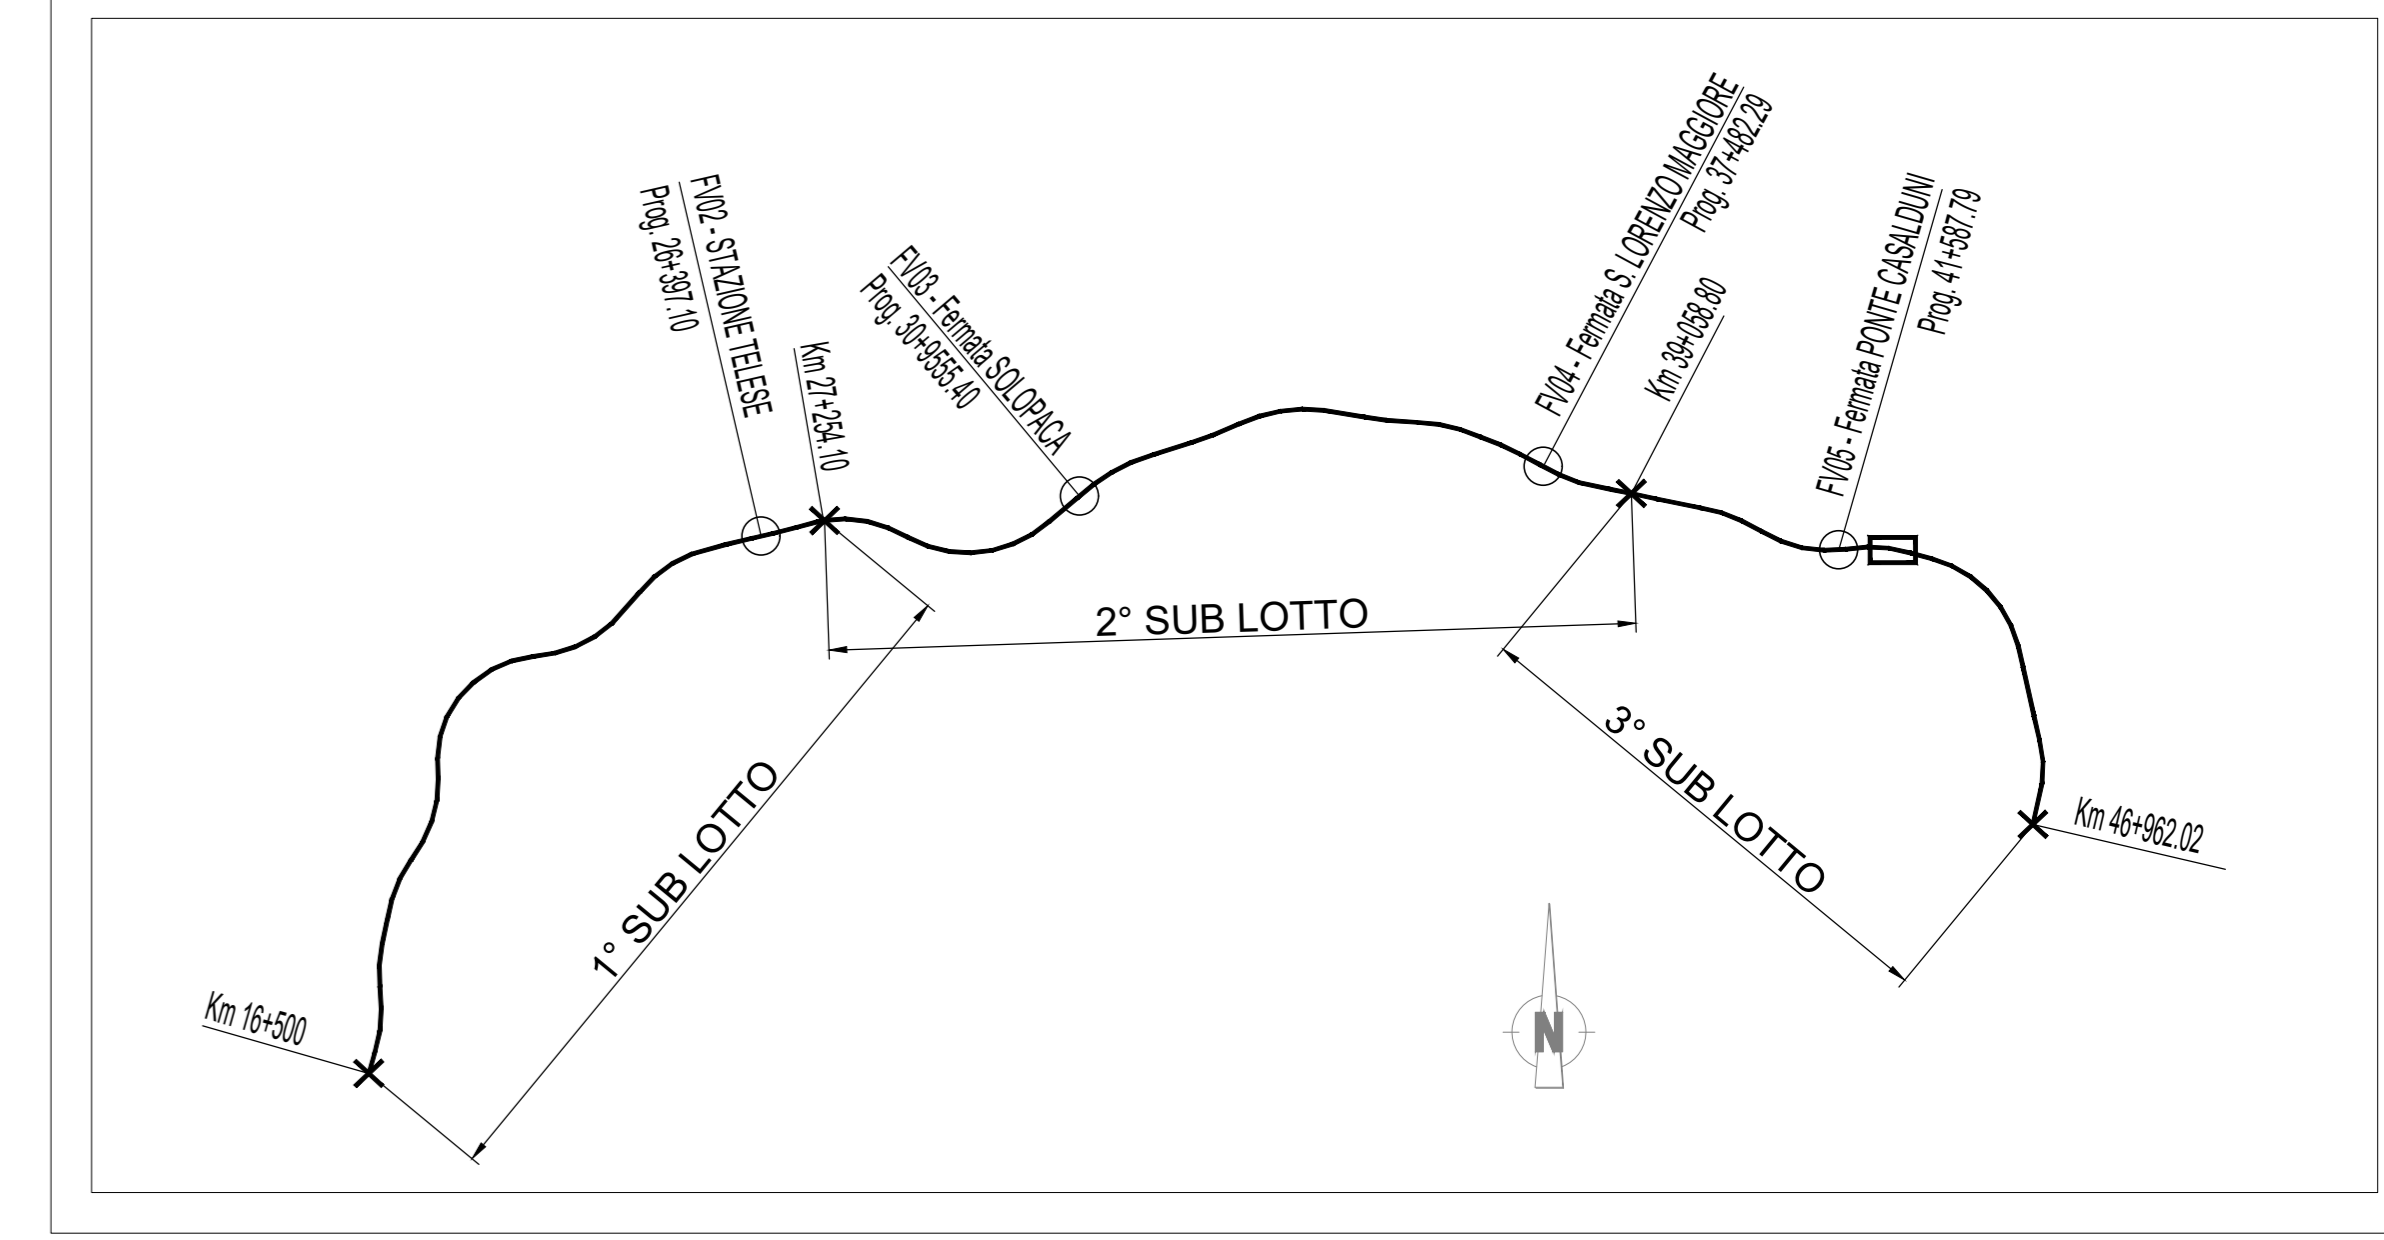 FV02 - STAZIONE TELESE
Prog. 26+397.10
Km 27+254.10
FV03 - Fermata SOLOPACA
Prog. 30+9555.40
FV04 - Fermata S. LORENZO MAGGIORE
Prog. 37+482.29
Km 39+058.80
FV05 - Fermata PONTE CASALDUNI
Prog. 41+587.79
2° SUB LOTTO
1° SUB LOTTO
3° SUB LOTTO
Km 46+962.02
Km 16+500
N